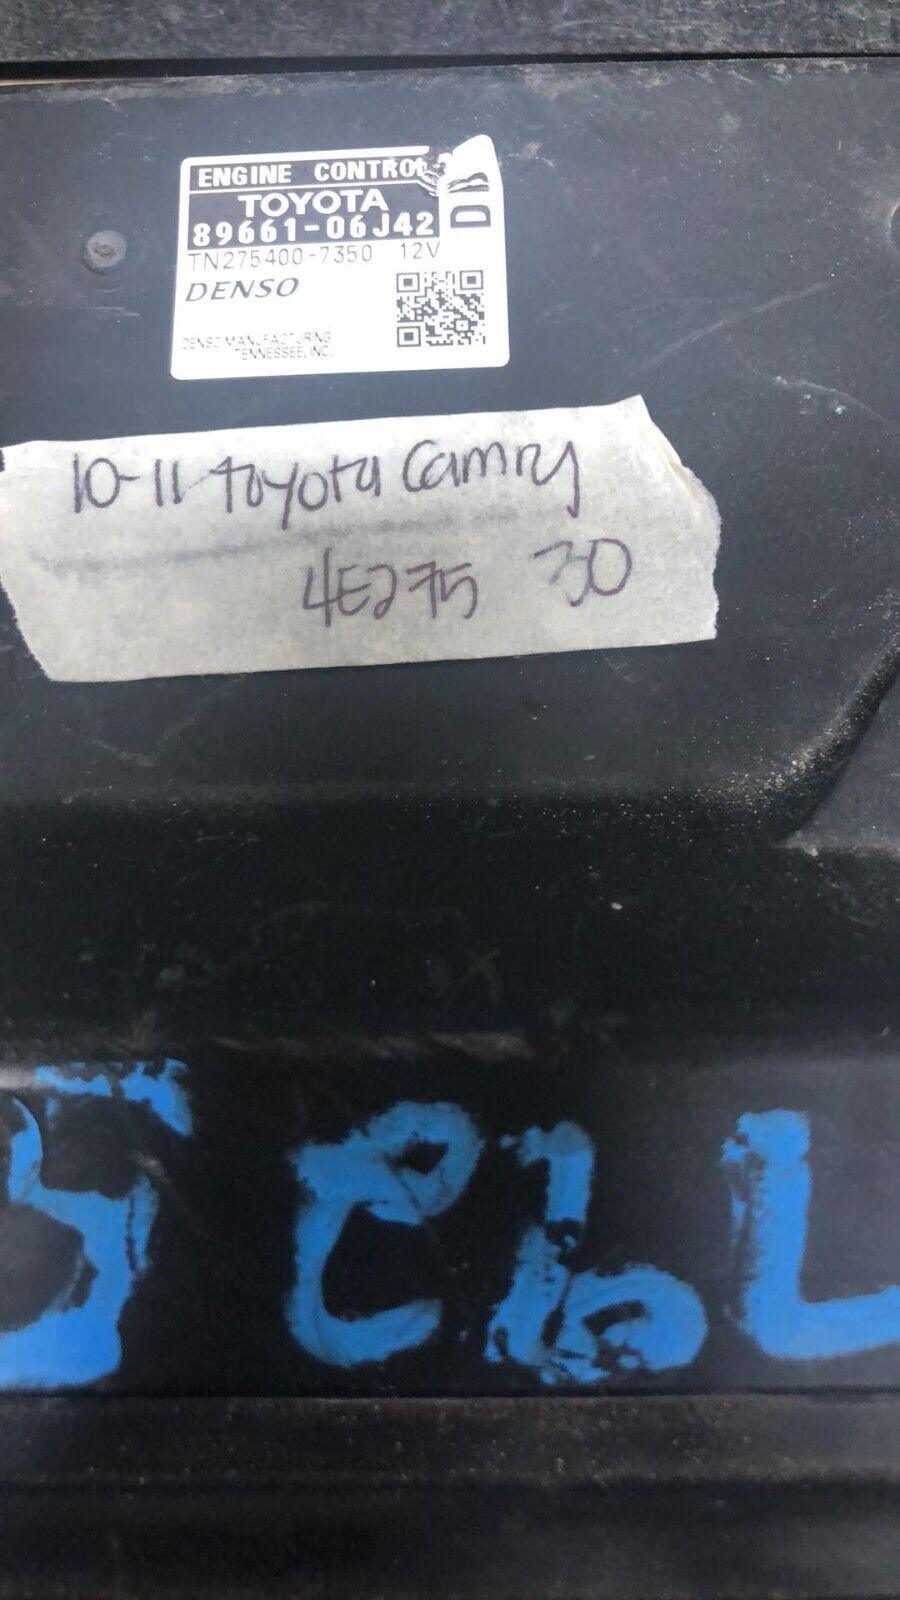 ENGINE CONTROL
TOYOTA
89661-06J42
DB
TN275400-7350 12V
DENSO
DENSO MANUFACTURING
TENNESSEE, INC.
10-11 toyota Camry
4E275 30